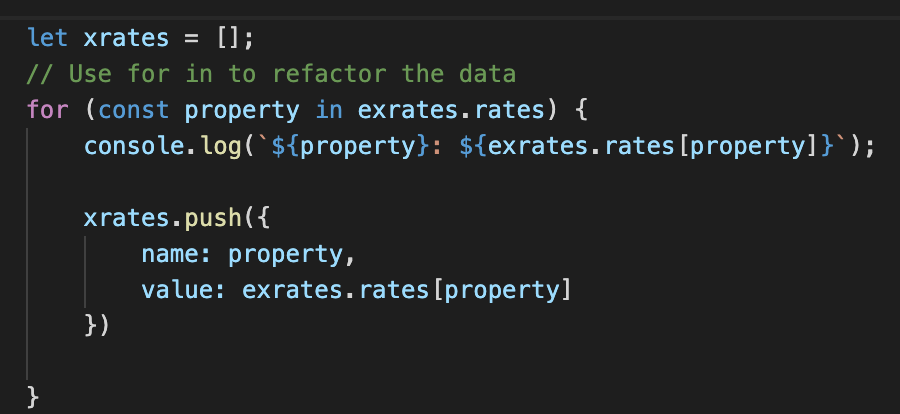 let xrates = [];
// Use for in to refactor the data
for (const property in exrates.rates) {
    console.log(`${property}: ${exrates.rates[property]}`);
    xrates.push({
        name: property,
        value: exrates.rates[property]
    })
}